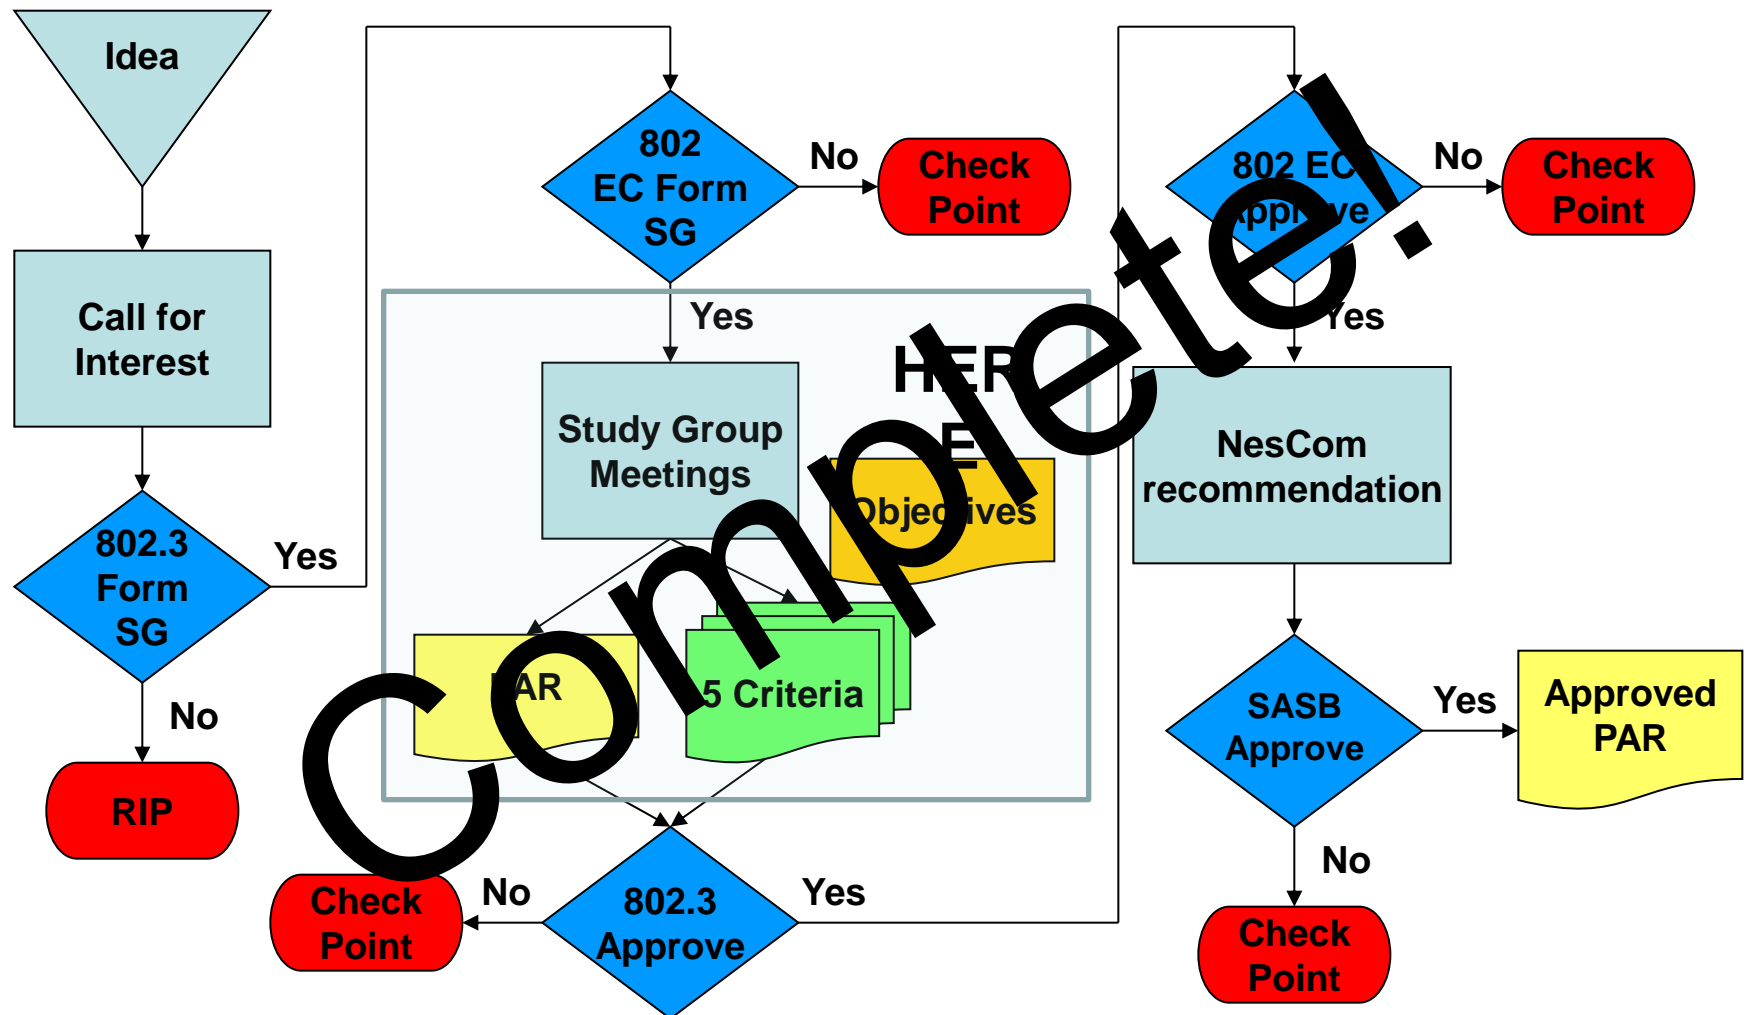 Idea
Call for
Interest
802.3
Form
SG
Yes
No
RIP
802
EC Form
SG
No
Check
Point
Yes
HER
E
Study Group
Meetings
Objectives
PAR
5 Criteria
802.3
Approve
No
Check
Point
Yes
802 EC
Approve
No
Check
Point
Yes
NesCom
recommendation
SASB
Approve
Yes
Approved
PAR
No
Check
Point
Complete!